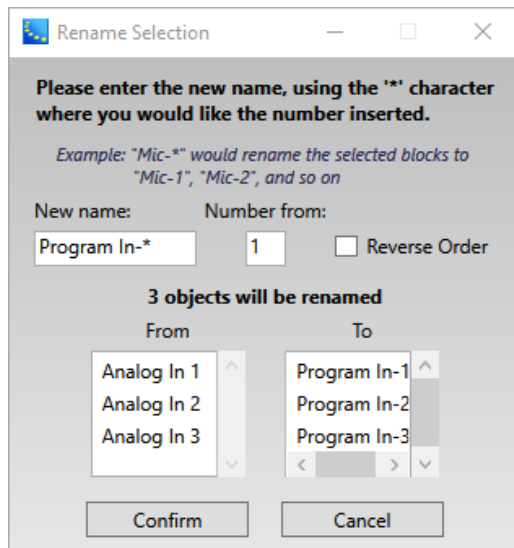 Rename Selection
Please enter the new name, using the '*' character
where you would like the number inserted.
Example: "Mic-*" would rename the selected blocks to
"Mic-1", "Mic-2", and so on
New name:
Number from:
Program In-*
1
Reverse Order
3 objects will be renamed
From
To
Analog In 1
Analog In 2
Analog In 3
Program In-1
Program In-2
Program In-3
Confirm
Cancel